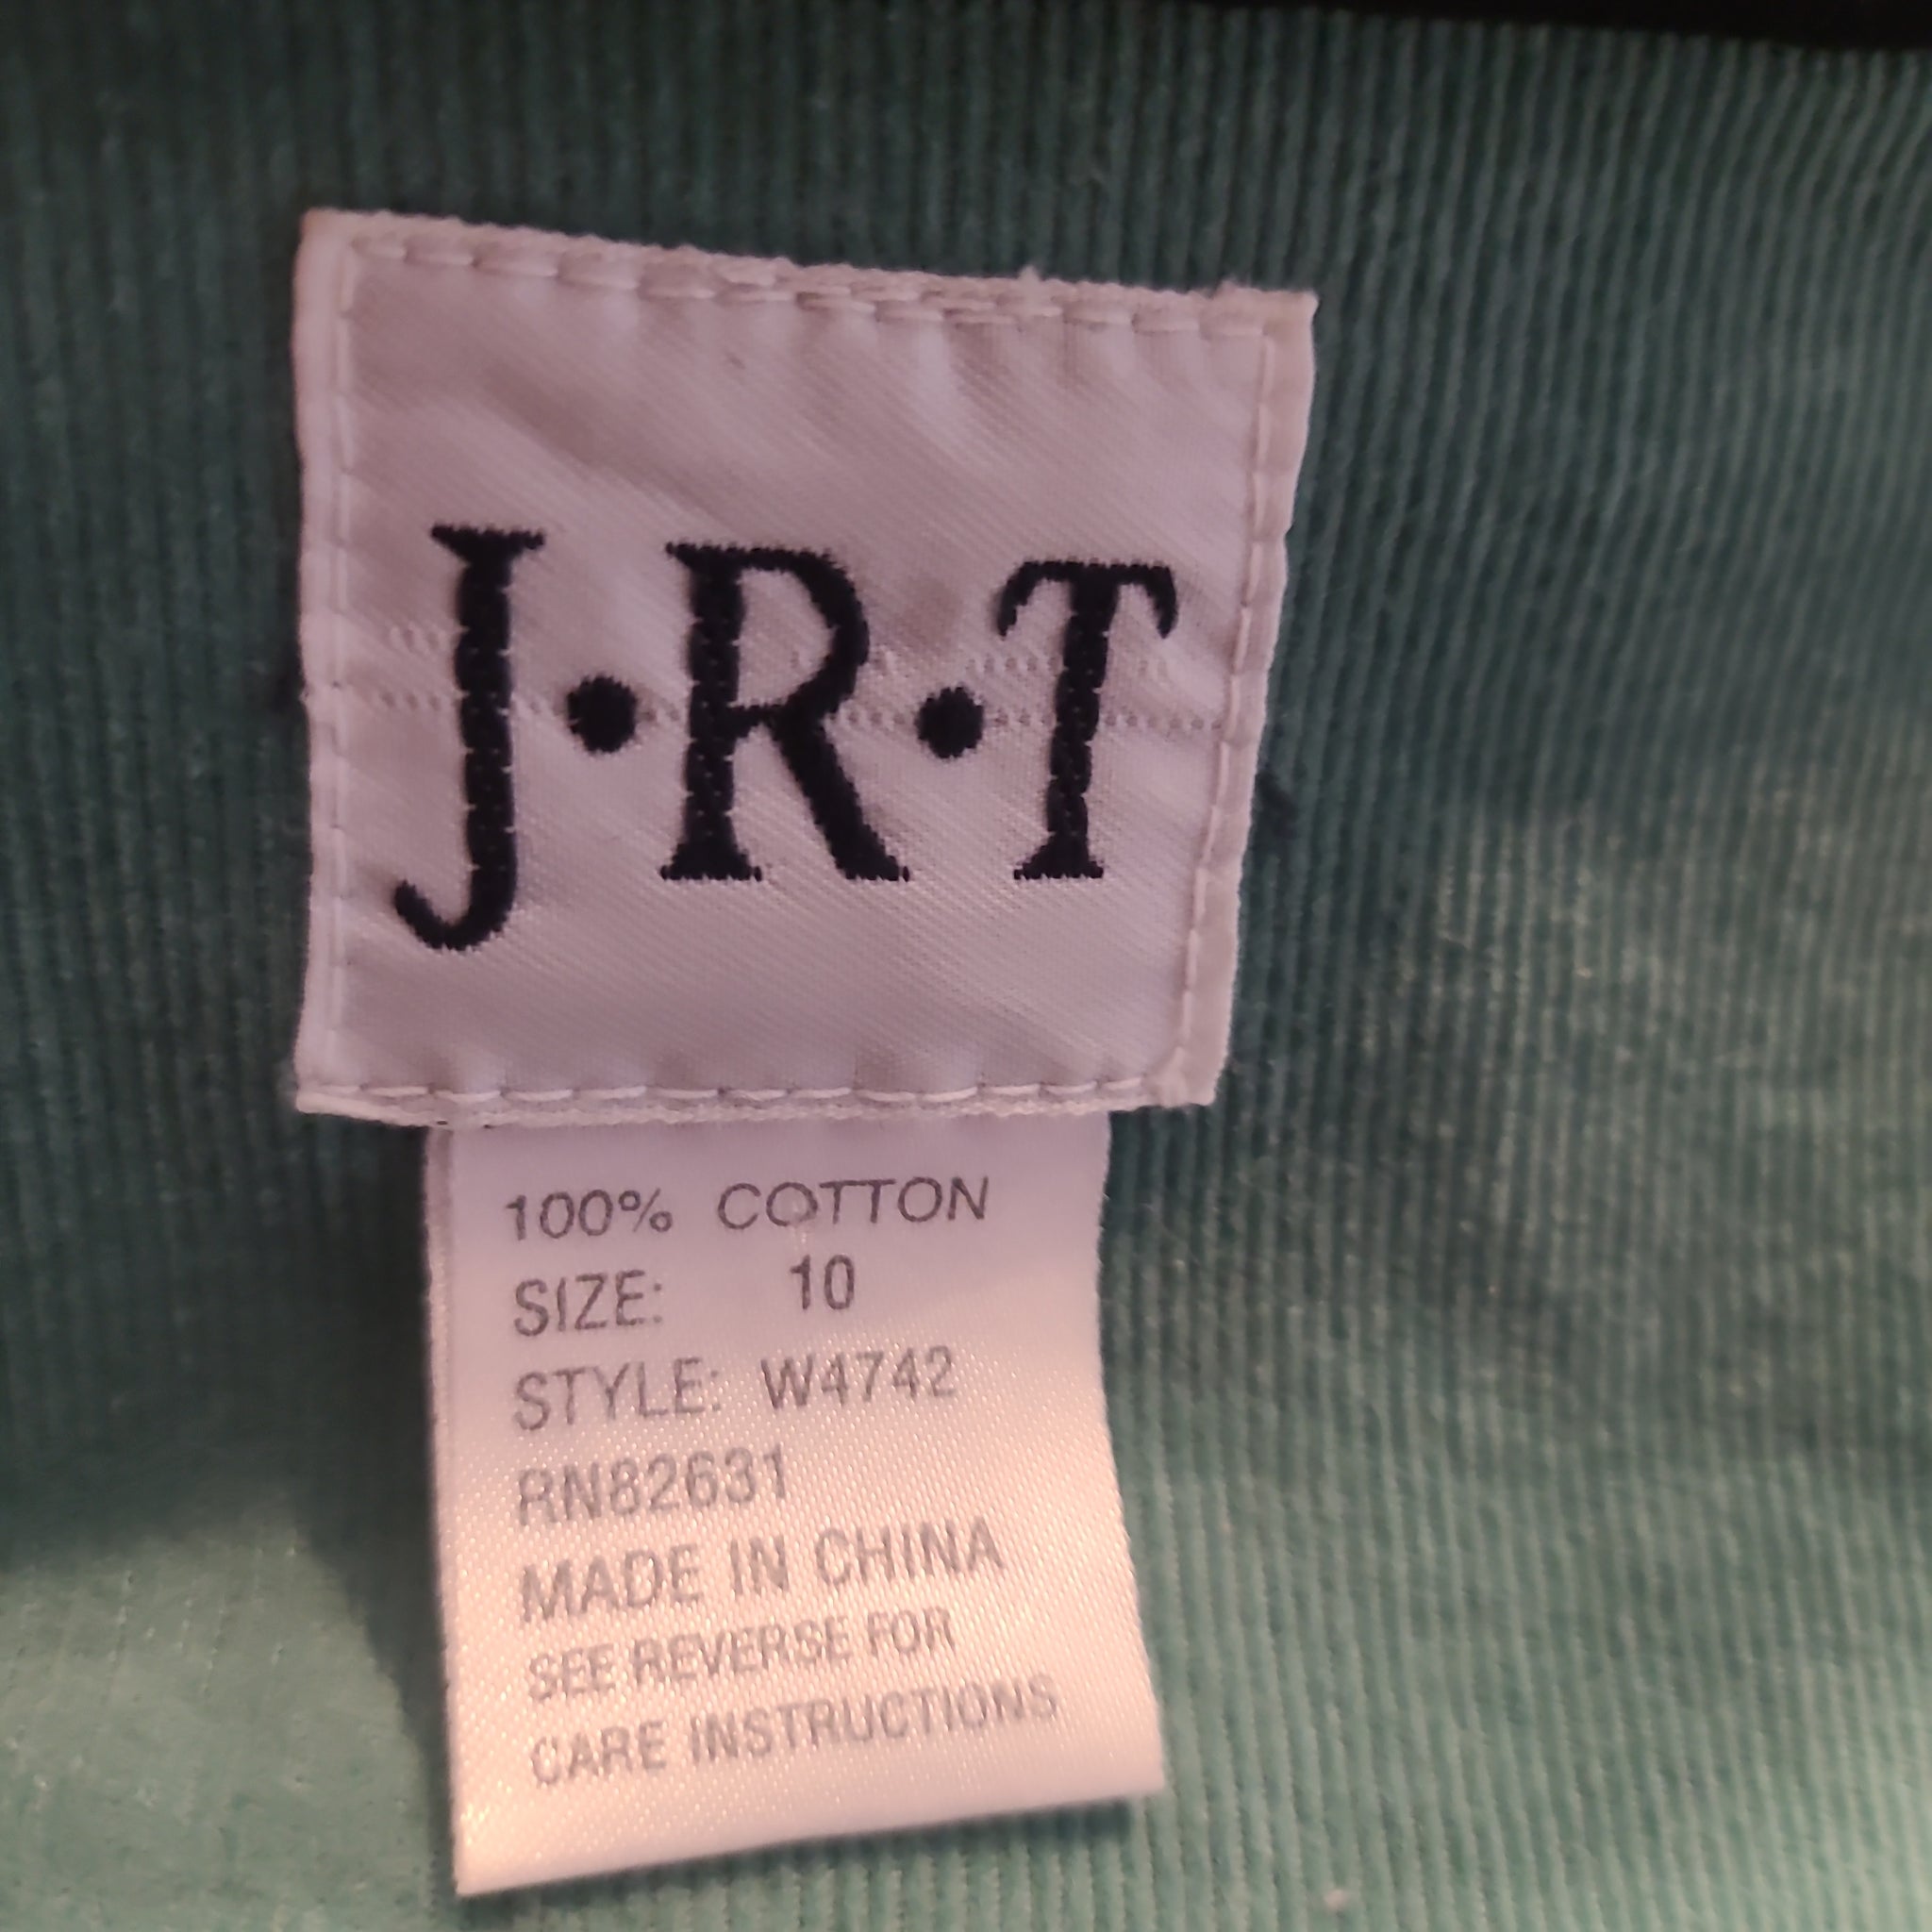 J·R·T
100% COTTON
SIZE: 10
STYLE: W4742
RN82631
MADE IN CHINA
SEE REVERSE FOR
CARE INSTRUCTIONS